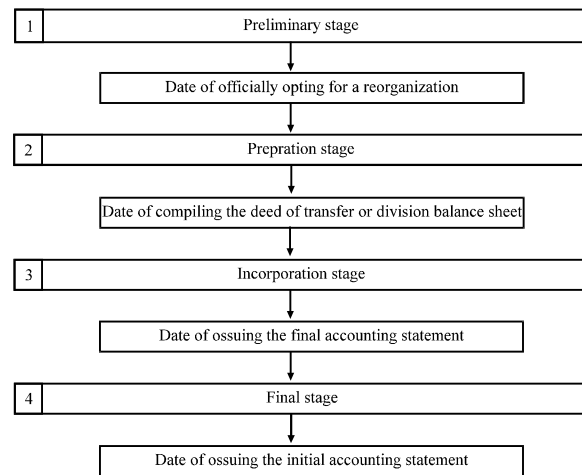 1 Preliminary stage
Date of officially opting for a reorganization
2 Prepration stage
Date of compiling the deed of transfer or division balance sheet
3 Incorporation stage
Date of ossuing the final accounting statement
4 Final stage
Date of ossuing the initial accounting statement